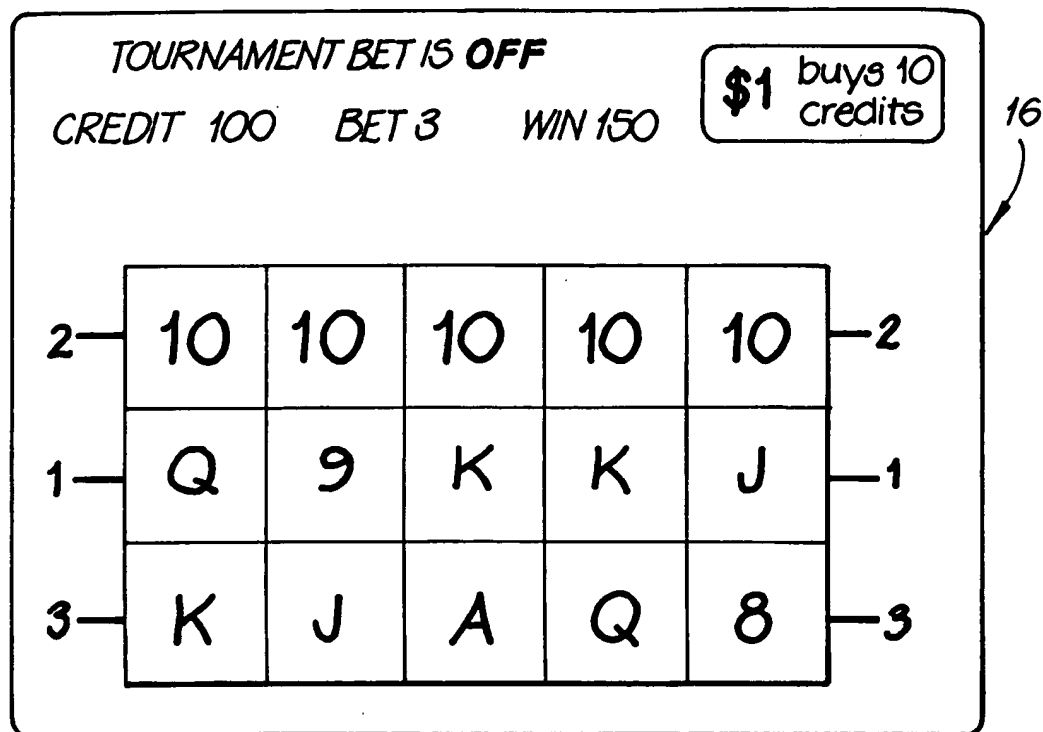 TOURNAMENT BET IS OFF
$1 buys 10
credits
CREDIT 100 BET 3 WIN 150
16
2 10 10 10 10 10 2
1 Q 9 K K J 1
3 K J A Q 8 3